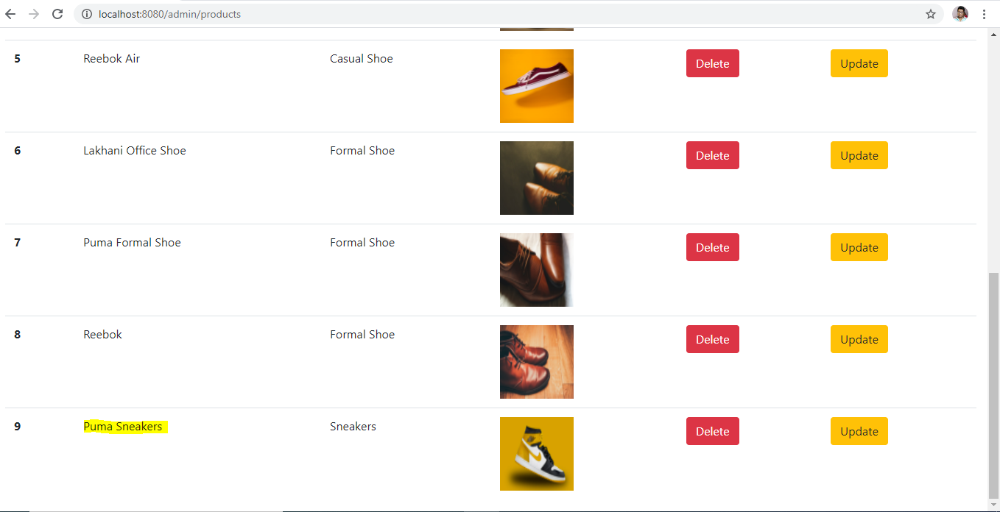 localhost:8080/admin/products
5 Reebok Air Casual Shoe Delete Update
6 Lakhani Office Shoe Formal Shoe Delete Update
7 Puma Formal Shoe Formal Shoe Delete Update
8 Reebok Formal Shoe Delete Update
9 Puma Sneakers Sneakers Delete Update